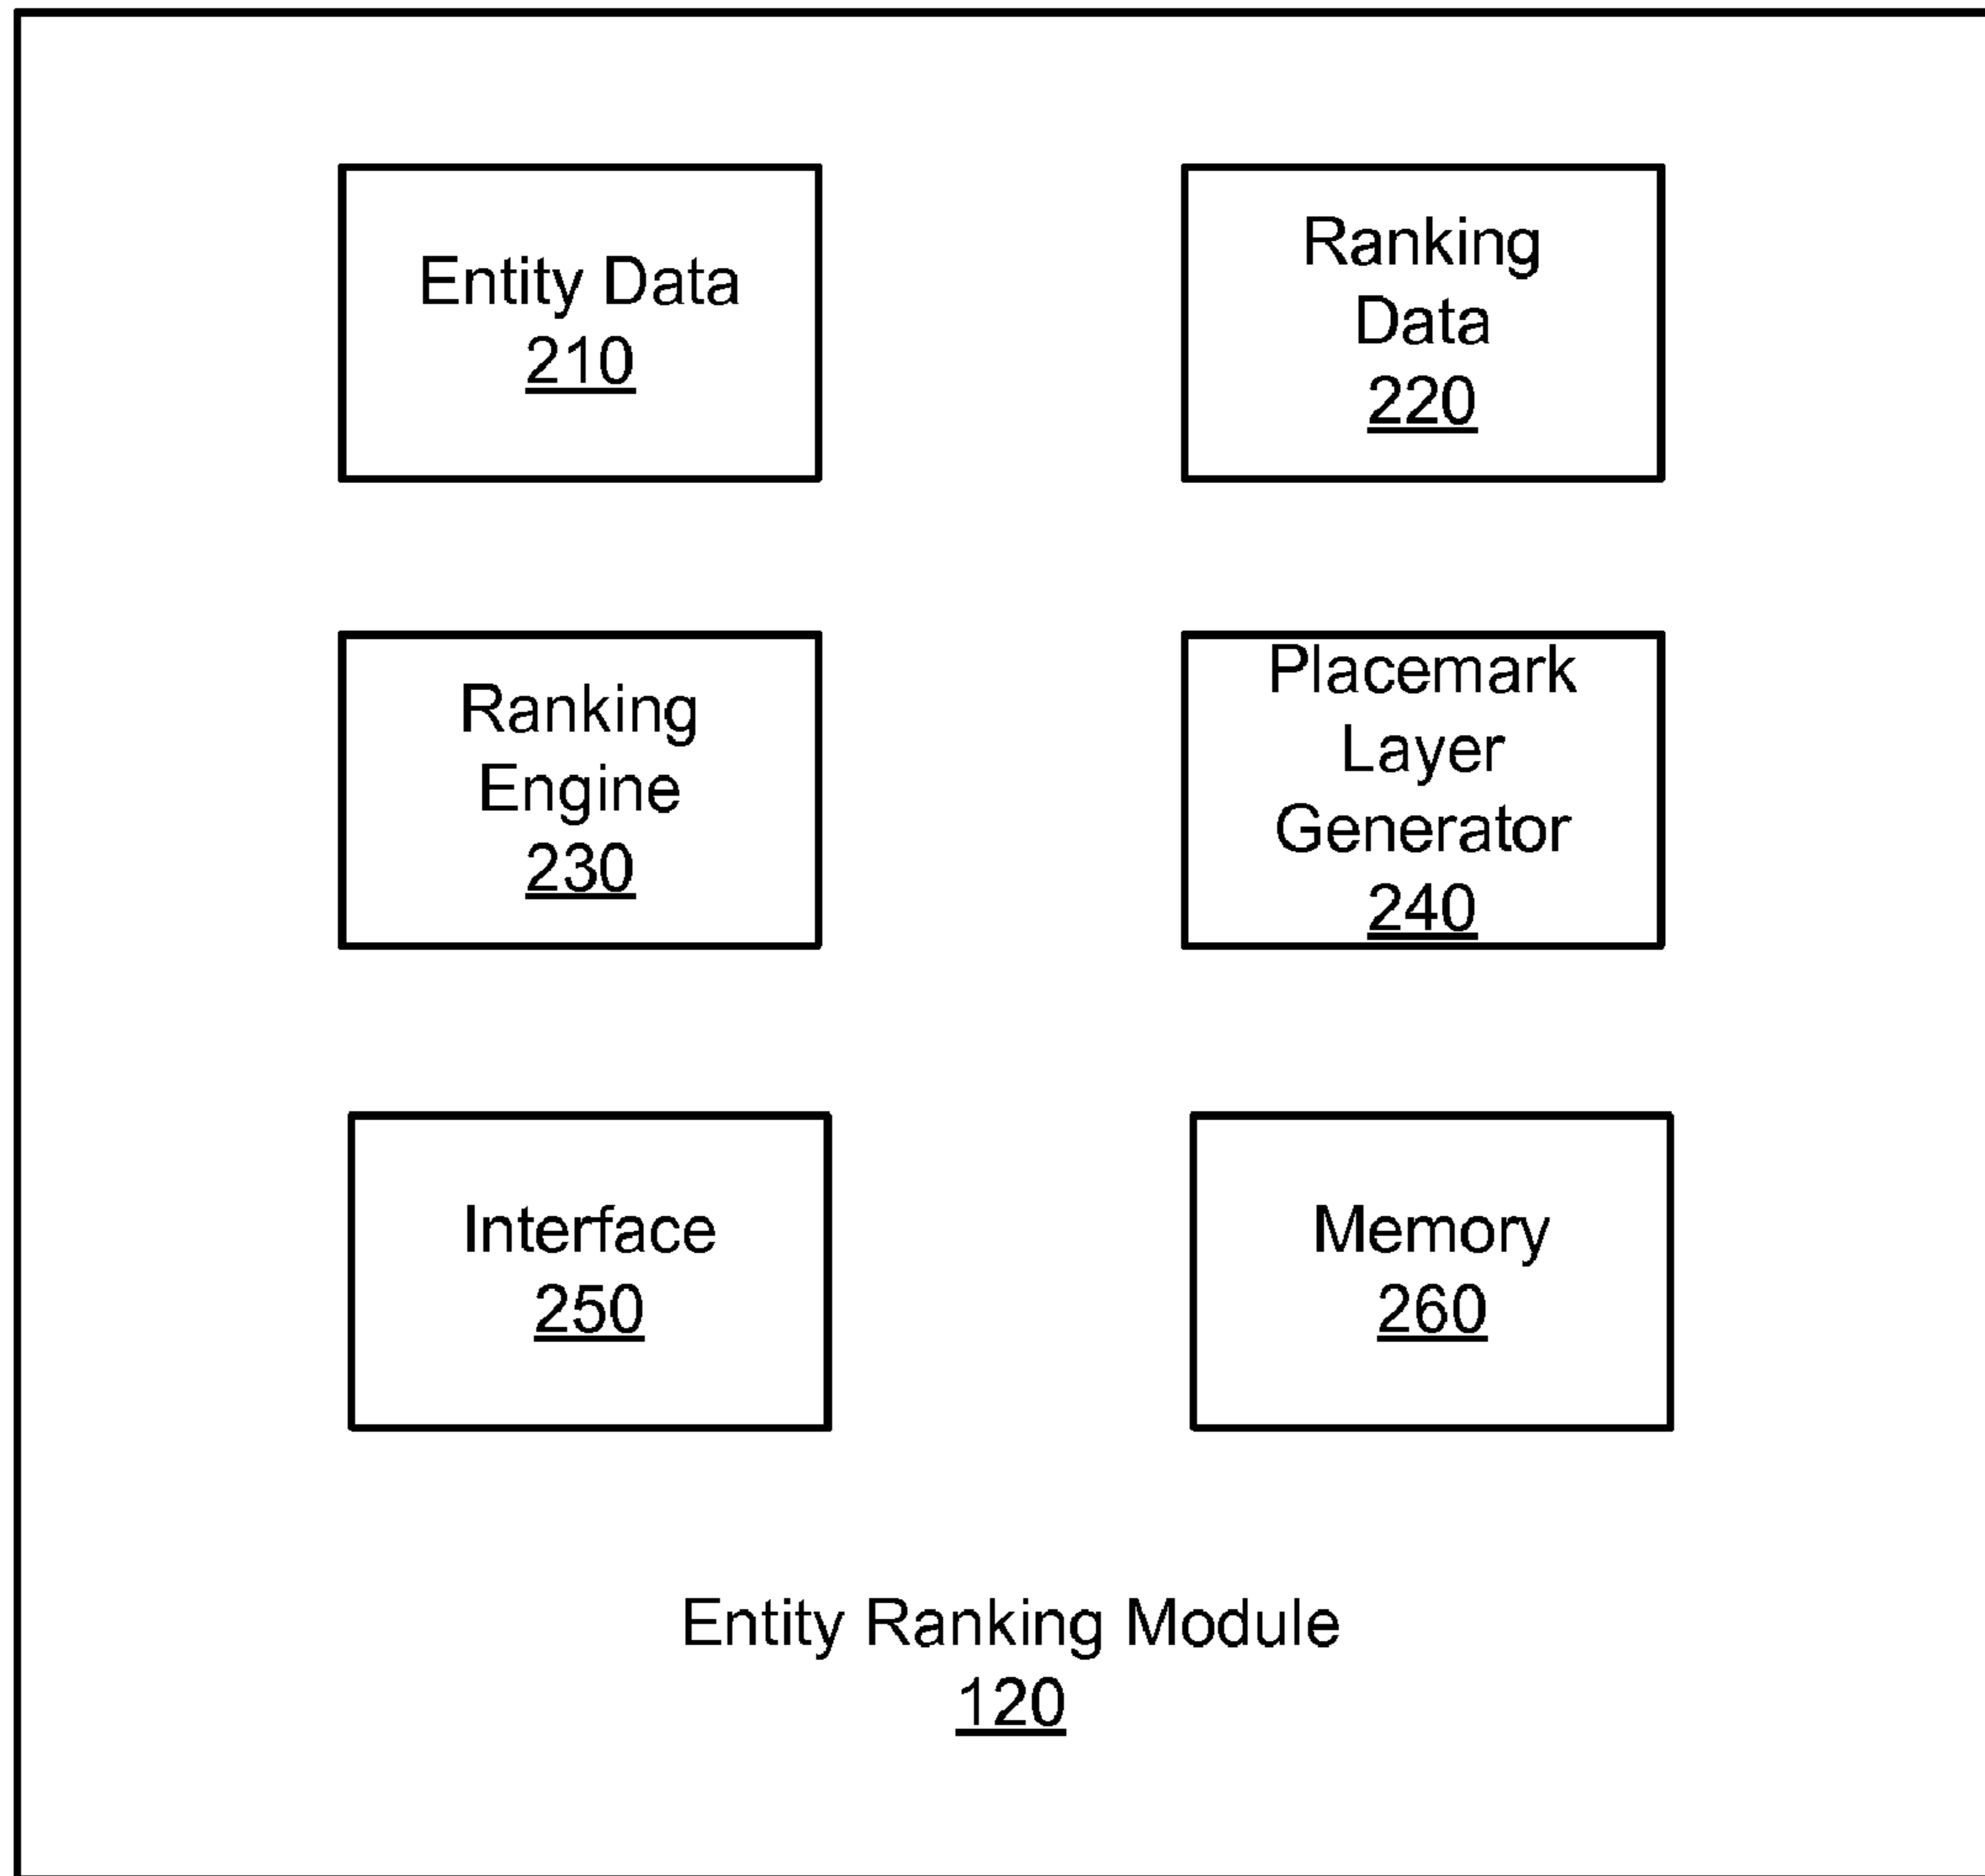 Entity Data
210
Ranking
Data
220
Ranking
Engine
230
Placemark
Layer
Generator
240
Interface
250
Memory
260
Entity Ranking Module
120